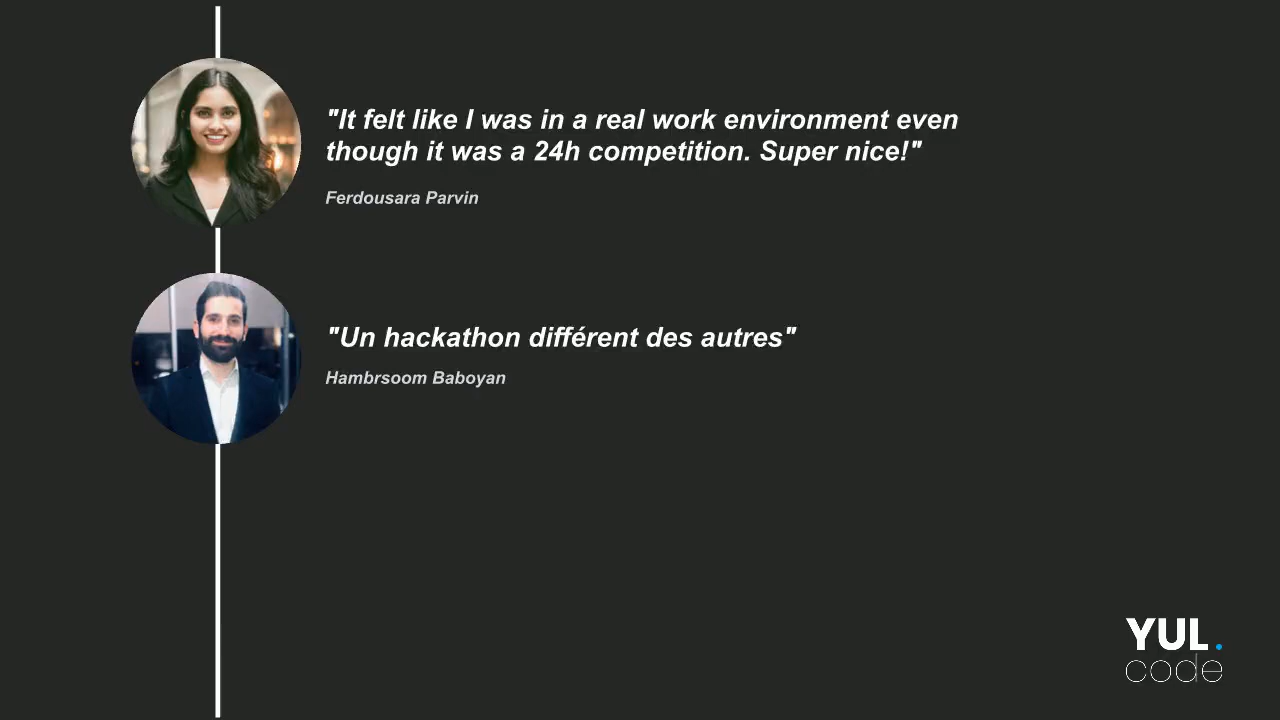 "It felt like I was in a real work environment even
though it was a 24h competition. Super nice!"
Ferdousara Parvin
"Un hackathon différent des autres"
Hambrsoom Baboyan
YUL.
code